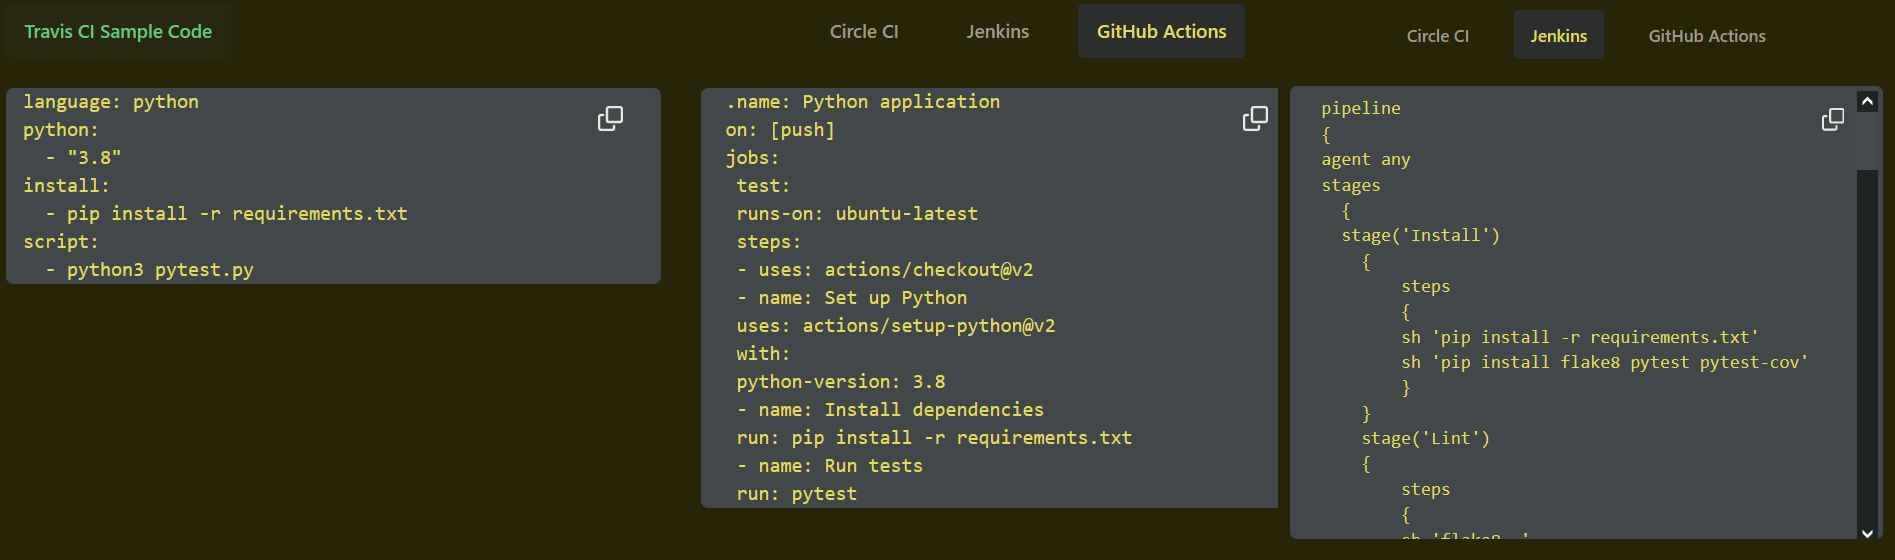 Travis CI Sample Code
language: python
python:
  - "3.8"
install:
  - pip install -r requirements.txt
script:
  - python3 pytest.py
Circle CI Jenkins GitHub Actions
.name: Python application
on: [push]
jobs:
 test:
 runs-on: ubuntu-latest
 steps:
 - uses: actions/checkout@v2
 - name: Set up Python
 uses: actions/setup-python@v2
 with:
 python-version: 3.8
 - name: Install dependencies
 run: pip install -r requirements.txt
 - name: Run tests
 run: pytest
Circle CI Jenkins GitHub Actions
pipeline
{
agent any
stages
  {
  stage('Install')
    {
        steps
        {
        sh 'pip install -r requirements.txt'
        sh 'pip install flake8 pytest pytest-cov'
        }
    }
    stage('Lint')
    {
        steps
        {
        sh 'flake8